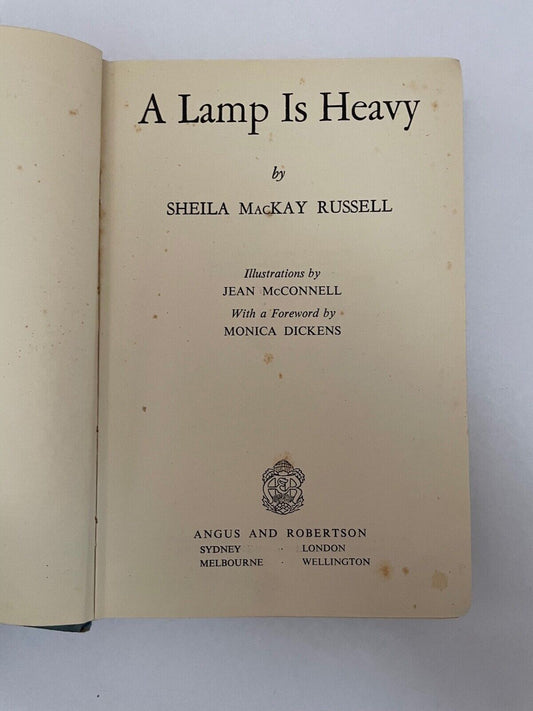 A Lamp Is Heavy
by
SHEILA MACKAY RUSSELL
Illustrations by
JEAN McCONNELL
With a Foreword by
MONICA DICKENS
ANGUS AND ROBERTSON
SYDNEY · LONDON
MELBOURNE · WELLINGTON